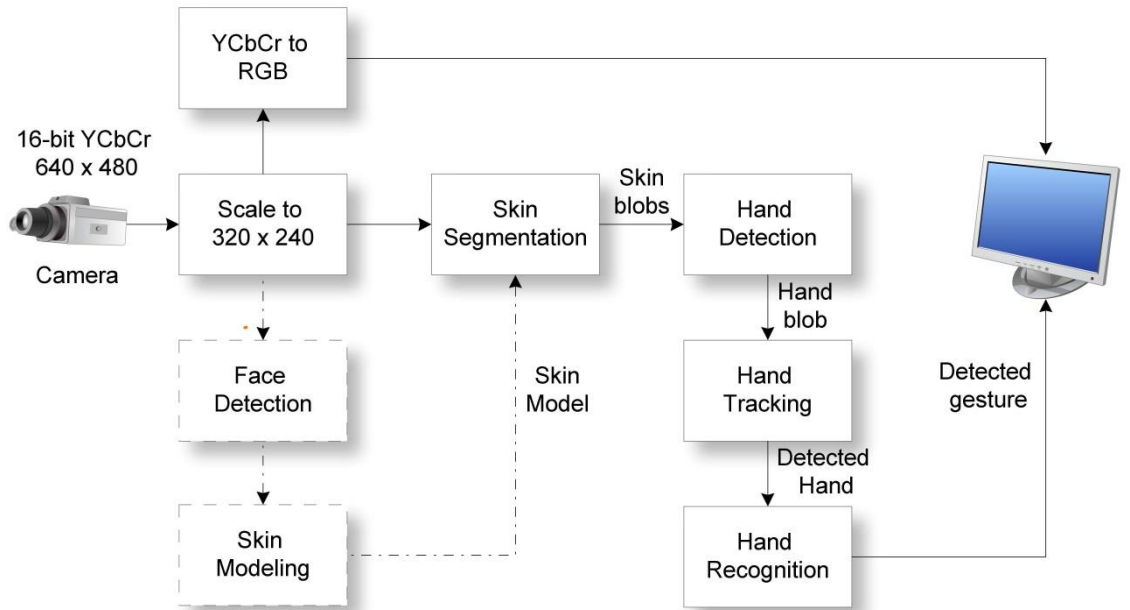 YCbCr to
RGB
16-bit YCbCr
640 x 480
Camera
Scale to
320 x 240
Skin
Segmentation
Skin
blobs
Hand
Detection
Hand
blob
Face
Detection
Skin
Model
Hand
Tracking
Detected
gesture
Detected
Hand
Skin
Modeling
Hand
Recognition